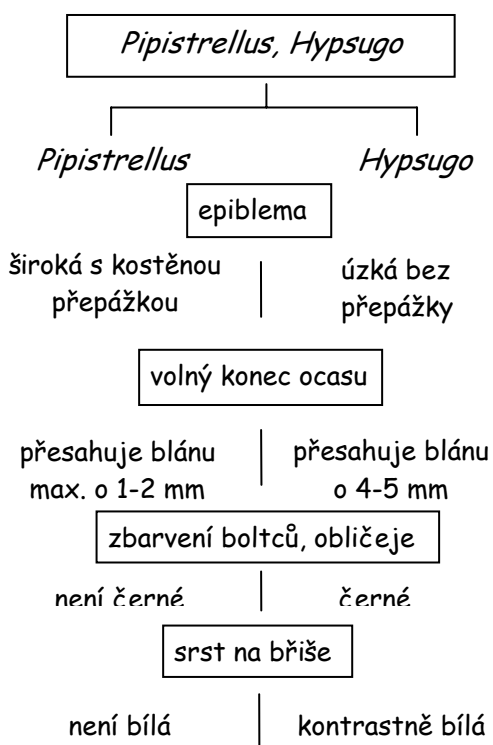 Pipistrellus, Hypsugo
Pipistrellus Hypsugo
epiblema
široká s kostěnou
přepážkou
úzká bez
přepážky
volný konec ocasu
přesahuje blánu
max. o 1-2 mm
přesahuje blánu
o 4-5 mm
zbarvení boltců, obličeje
není černé černé
srst na břiše
není bílá kontrastně bílá